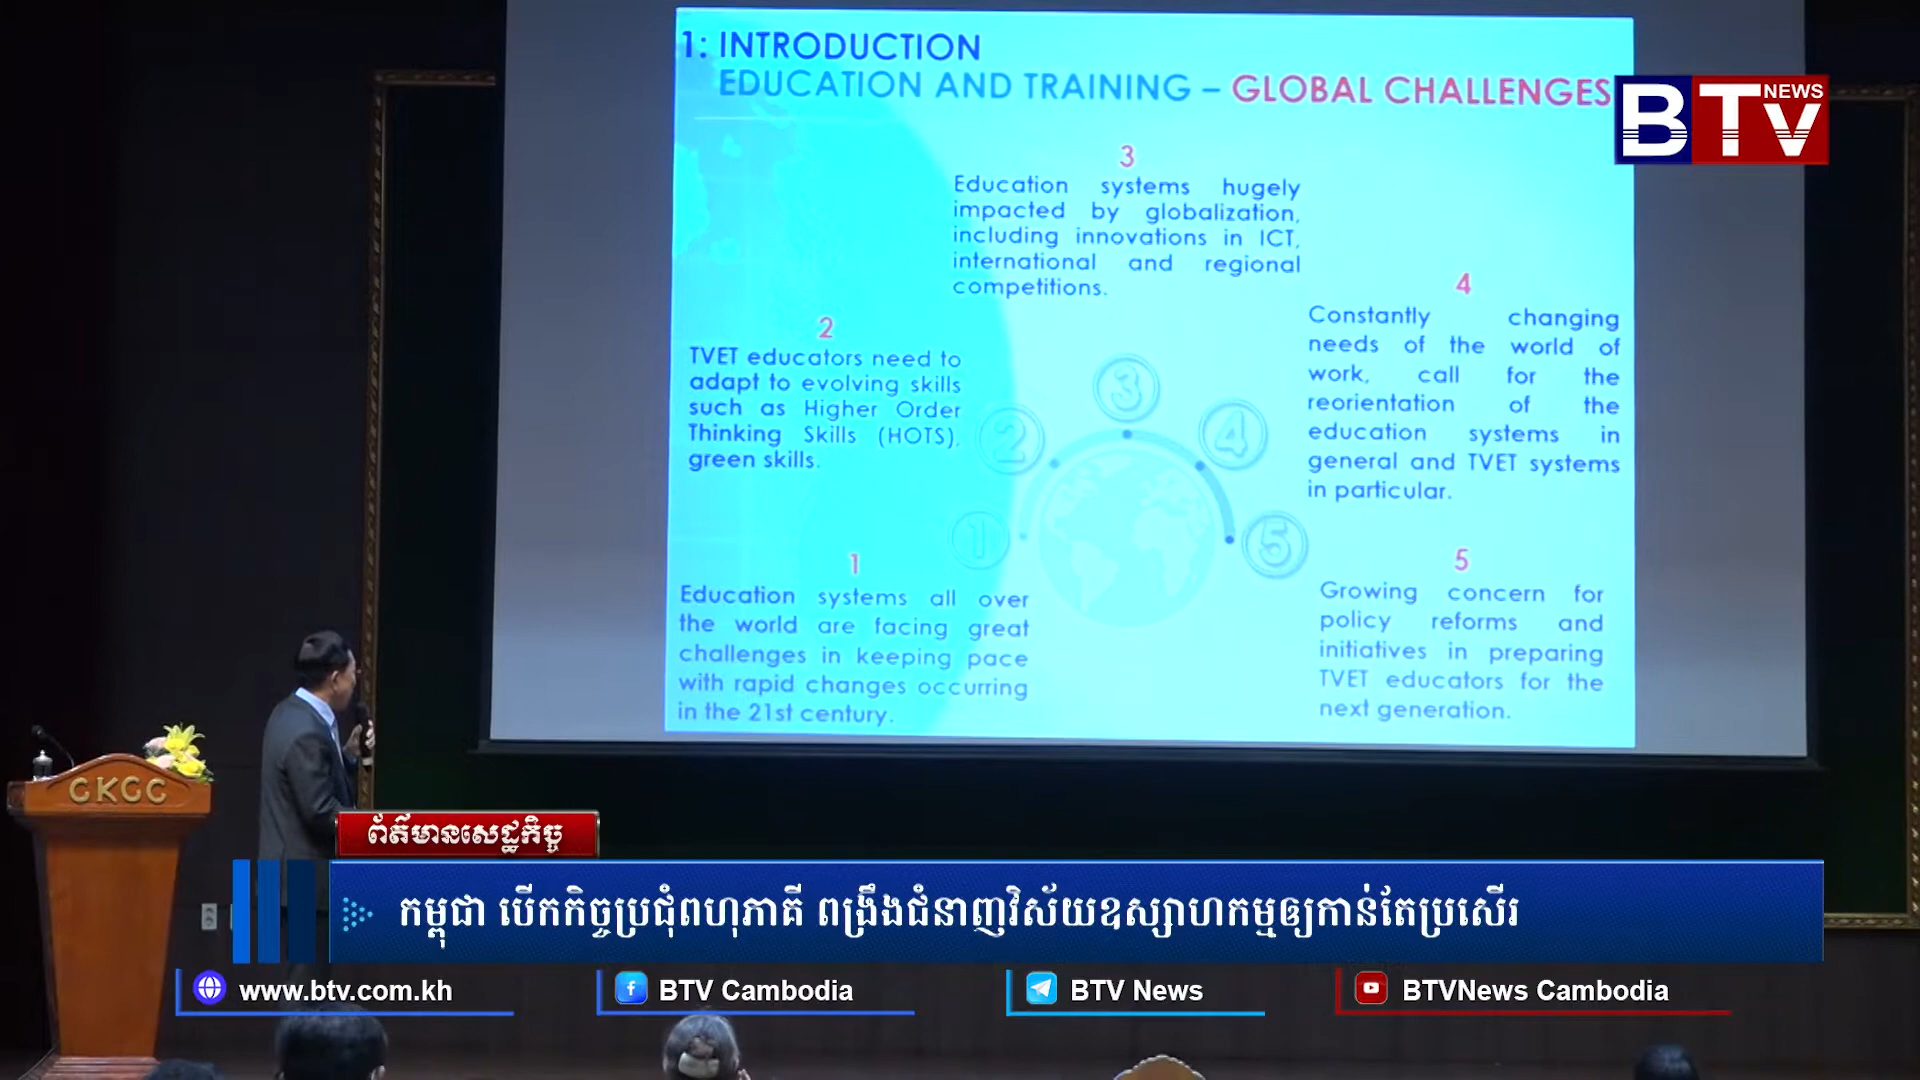 1: INTRODUCTION
EDUCATION AND TRAINING – GLOBAL CHALLENGES
BTV NEWS
3
Education systems hugely
impacted by globalization,
including innovations in ICT,
international and regional
competitions.
4
Constantly changing
needs of the world of
work, call for the
reorientation of the
education systems in
general and TVET systems
in particular.
2
TVET educators need to
adapt to evolving skills
such as Higher Order
Thinking Skills (HOTS),
green skills.
3
2
4
1
5
1
Education systems all over
the world are facing great
challenges in keeping pace
with rapid changes occurring
in the 21st century.
5
Growing concern for
policy reforms and
initiatives in preparing
TVET educators for the
next generation.
CKCC
ព័ត៌មានសេដ្ឋកិច្ច
កម្ពុជា បើកកិច្ចប្រជុំពហុភាគី ពង្រឹងជំនាញវិស័យឧស្សាហកម្មឲ្យកាន់តែប្រសើរ
www.btv.com.kh
BTV Cambodia
BTV News
BTVNews Cambodia